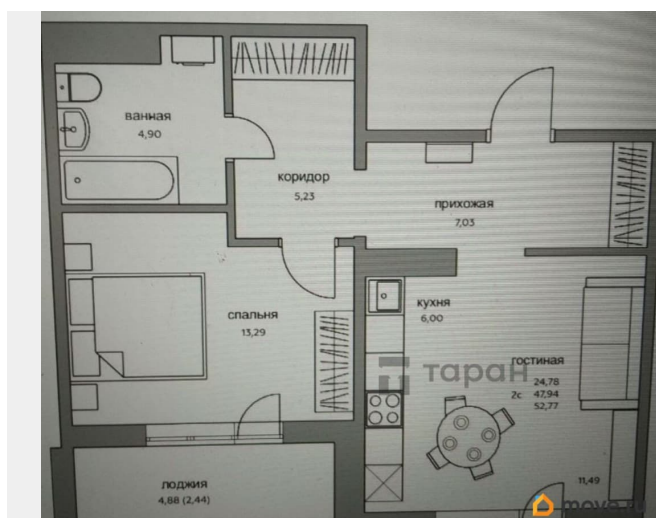 ванная
4,90
коридор
5,23
прихожая
7,03
спальня
13,29
кухня
6,00
гостиная
24,78
2с 47,94
52,77
11,49
лоджия
4,88 (2,44)
таран
move.ru